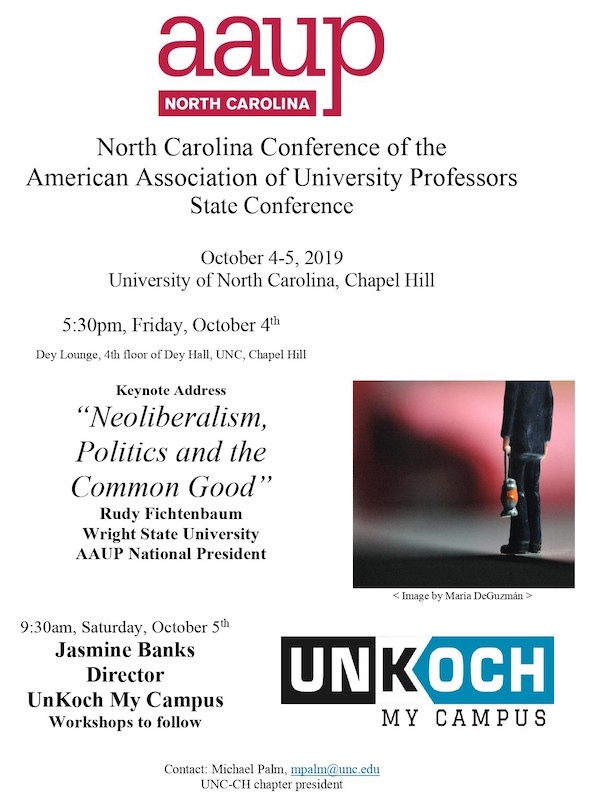 aaup
NORTH CAROLINA
North Carolina Conference of the
American Association of University Professors
State Conference
October 4-5, 2019
University of North Carolina, Chapel Hill
5:30pm, Friday, October 4th
Dey Lounge, 4th floor of Dey Hall, UNC, Chapel Hill
Keynote Address
“Neoliberalism,
Politics and the
Common Good”
Rudy Fichtenbaum
Wright State University
AAUP National President
< Image by María DeGuzmán >
9:30am, Saturday, October 5th
Jasmine Banks
Director
UnKoch My Campus
Workshops to follow
UNKOCH
MY CAMPUS
Contact: Michael Palm, mpalm@unc.edu
UNC-CH chapter president